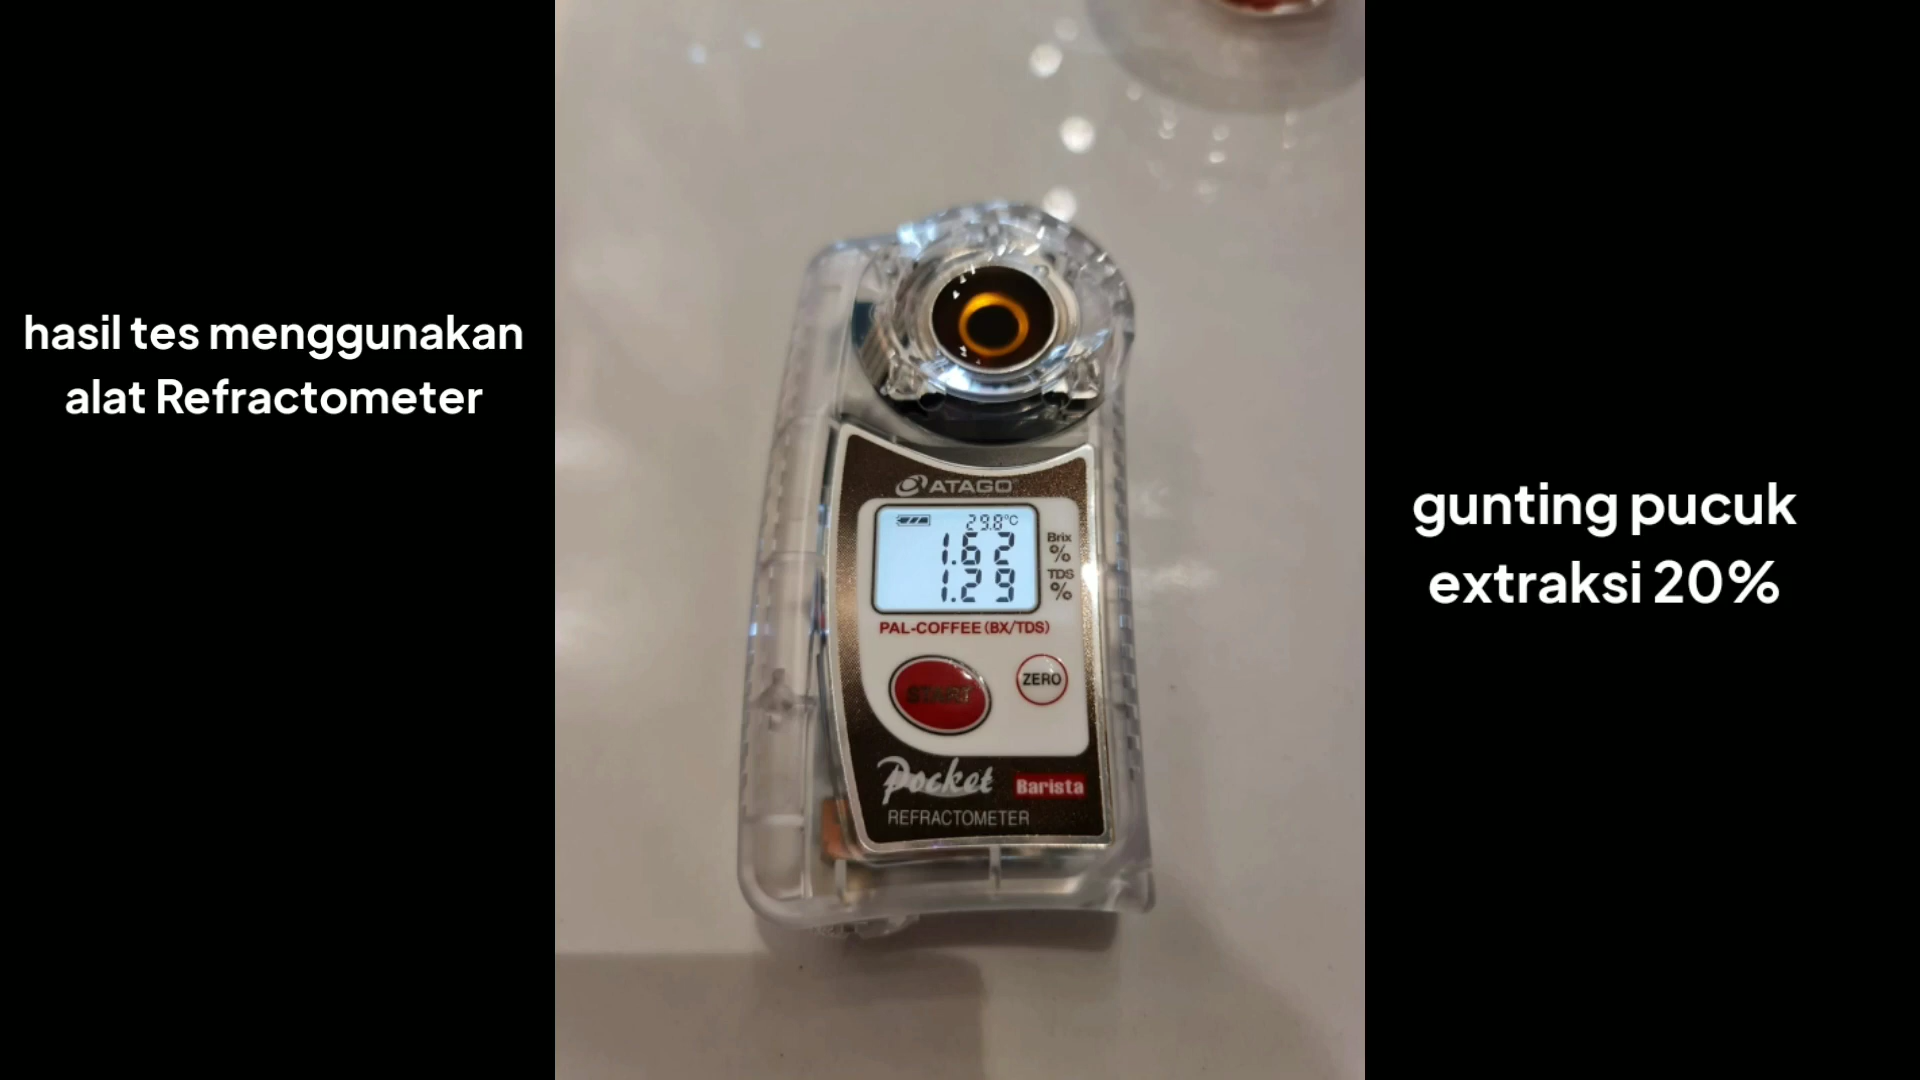 hasil tes menggunakan
alat Refractometer
ATAGO
29.8°C
1.62 Brix %
1.29 TDS %
PAL-COFFEE (BX/TDS)
START
ZERO
Pocket Barista
REFRACTOMETER
gunting pucuk
extraksi 20%